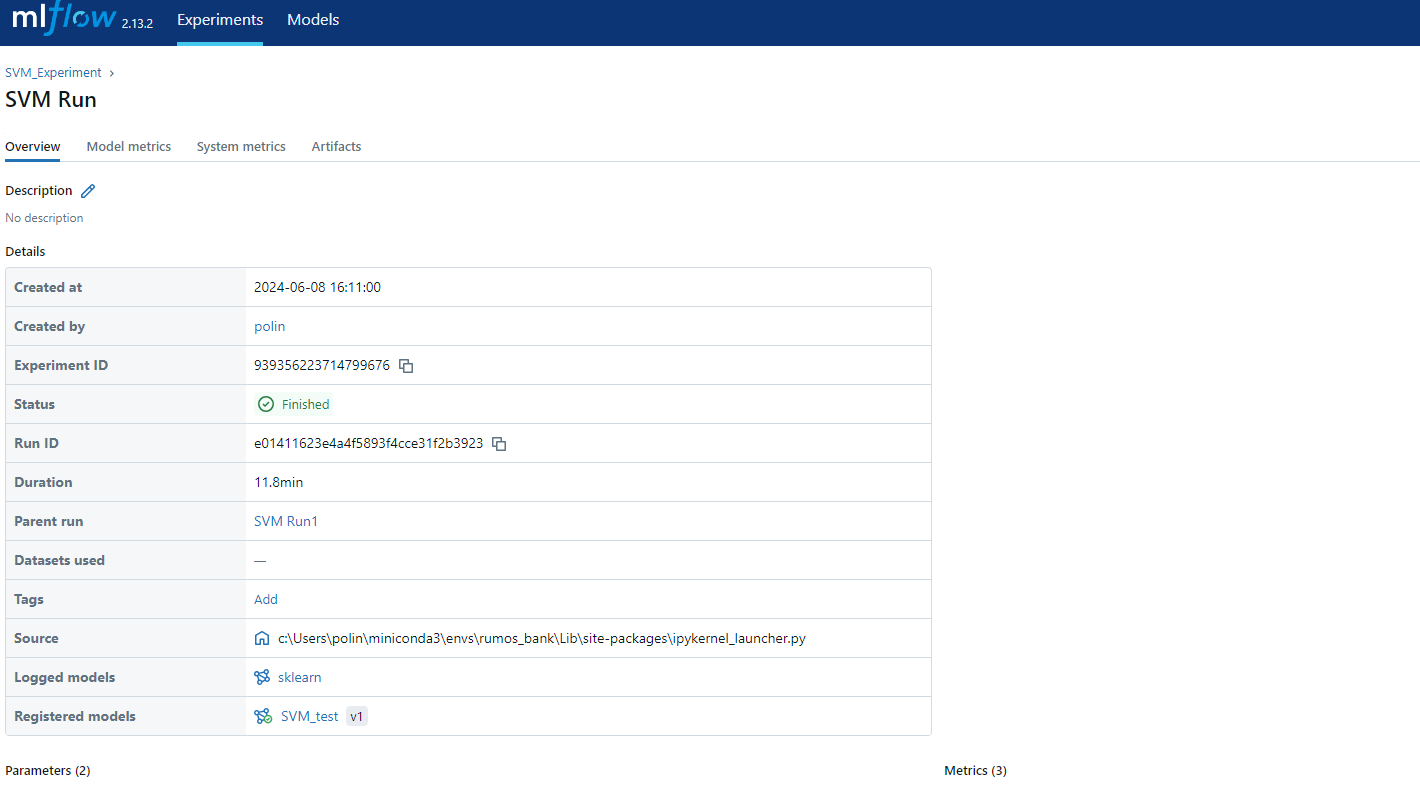 mlflow 2.13.2 Experiments Models
SVM_Experiment ›
SVM Run
Overview Model metrics System metrics Artifacts
Description
No description
Details
Created at 2024-06-08 16:11:00
Created by polin
Experiment ID 939356223714799676
Status Finished
Run ID e01411623e4a4f5893f4cce31f2b3923
Duration 11.8min
Parent run SVM Run1
Datasets used —
Tags Add
Source c:\Users\polin\miniconda3\envs\rumos_bank\Lib\site-packages\ipykernel_launcher.py
Logged models sklearn
Registered models SVM_test v1
Parameters (2) Metrics (3)